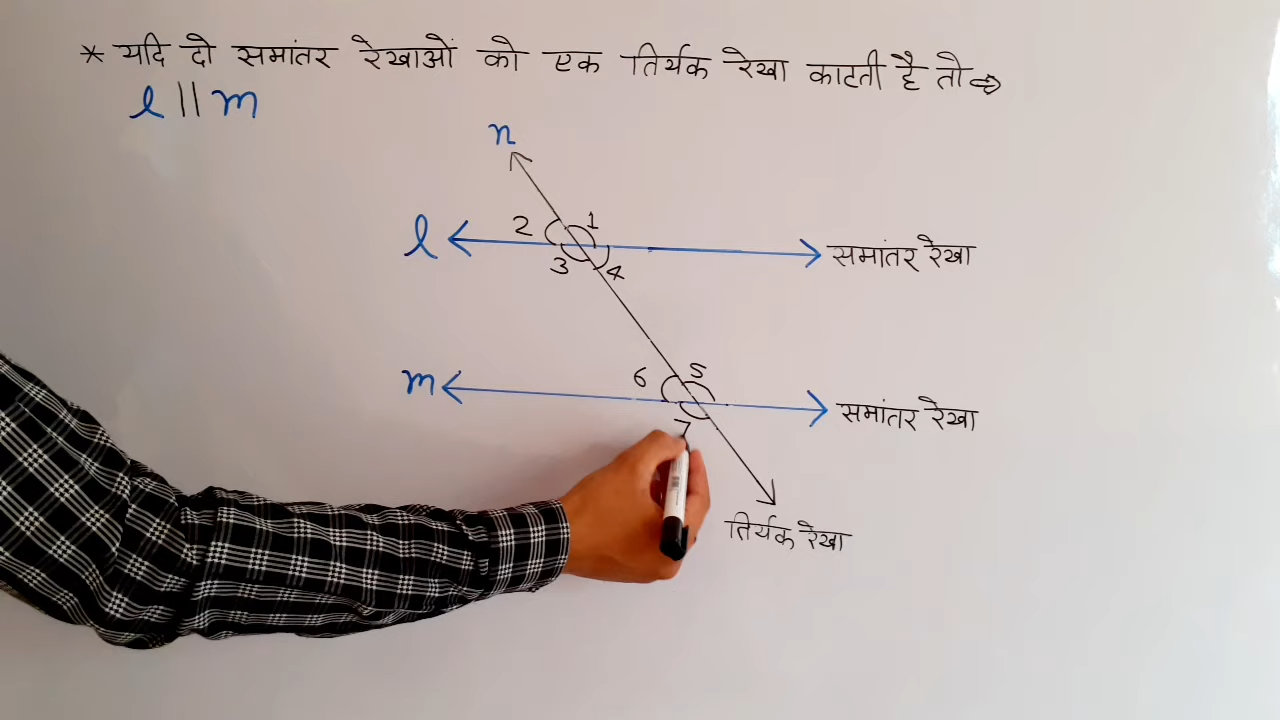 * यदि दो समांतर रेखाओं को एक तिर्यक रेखा काटती है तो⇒
l || m
n
2 1
l समांतर रेखा
3 4
6 5
m समांतर रेखा
7
तिर्यक रेखा